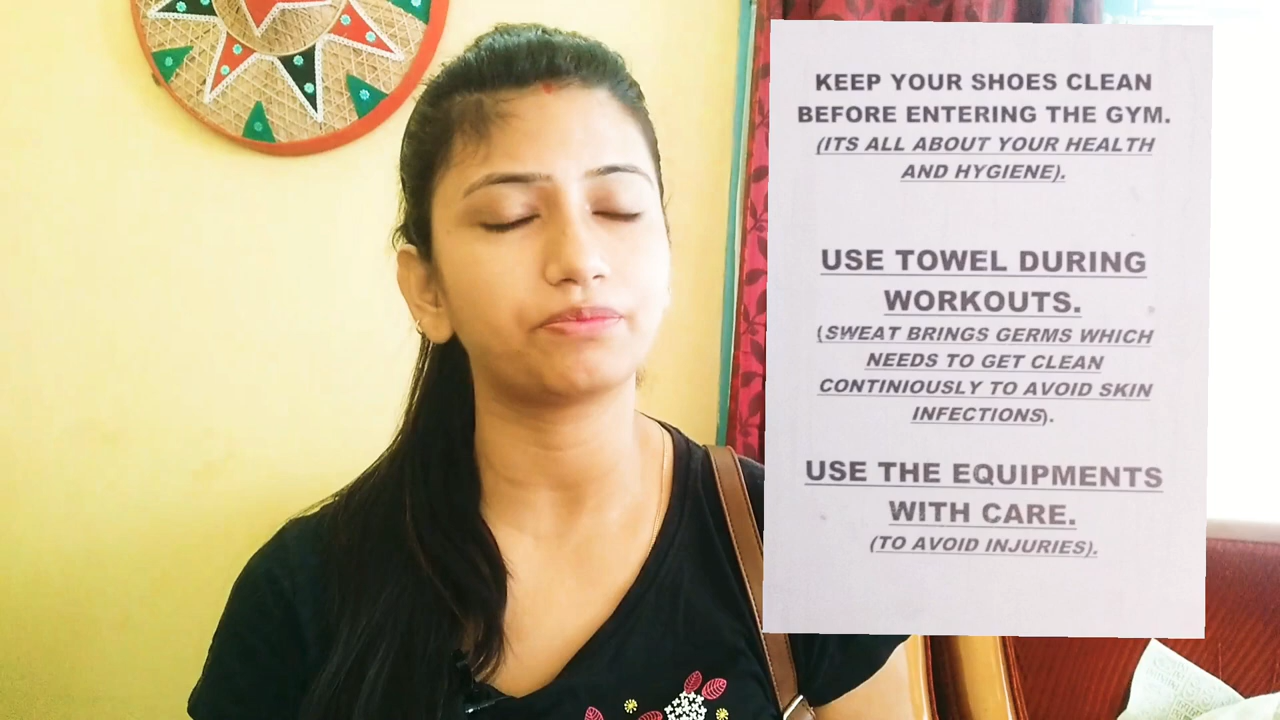 KEEP YOUR SHOES CLEAN
BEFORE ENTERING THE GYM.
(ITS ALL ABOUT YOUR HEALTH
AND HYGIENE).
USE TOWEL DURING
WORKOUTS.
(SWEAT BRINGS GERMS WHICH
NEEDS TO GET CLEAN
CONTINIOUSLY TO AVOID SKIN
INFECTIONS).
USE THE EQUIPMENTS
WITH CARE.
(TO AVOID INJURIES).